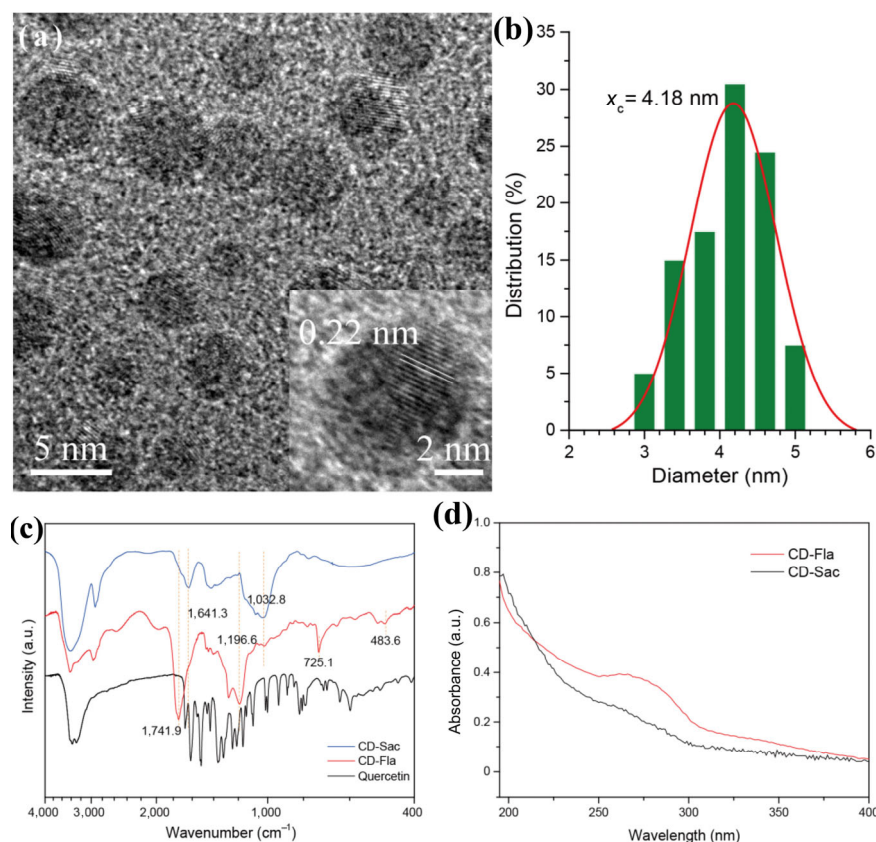 (a)
0.22 nm
5 nm
2 nm
(b)
35
30
25
20
15
10
5
0
Distribution (%)
xc= 4.18 nm
2 3 4 5 6
Diameter (nm)
(c)
Intensity (a.u.)
1,641.3
1,032.8
1,196.6
725.1
483.6
1,741.9
CD-Sac
CD-Fla
Quercetin
4,000 3,000 2,000 1,000 400
Wavenumber (cm–1)
(d)
1.0
0.8
0.6
0.4
0.2
0
Absorbance (a.u.)
CD-Fla
CD-Sac
200 250 300 350 400
Wavelength (nm)